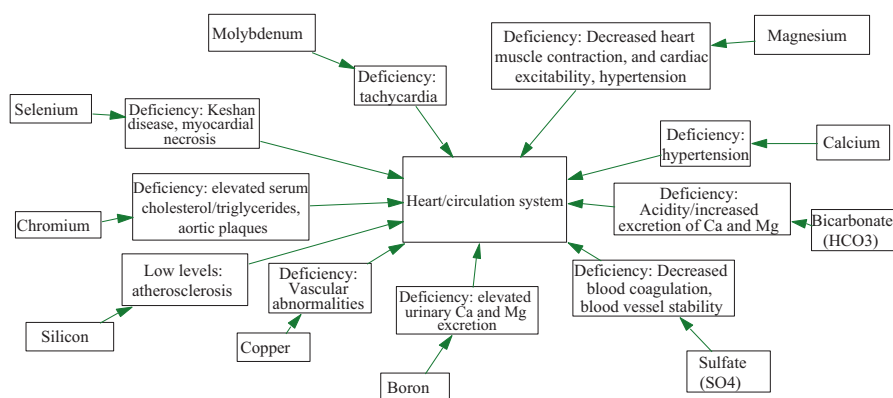 Molybdenum
Deficiency: Decreased heart
muscle contraction, and cardiac
excitability, hypertension
Magnesium
Deficiency:
tachycardia
Selenium
Deficiency: Keshan
disease, myocardial
necrosis
Deficiency:
hypertension
Calcium
Heart/circulation system
Deficiency: elevated serum
cholesterol/triglycerides,
aortic plaques
Chromium
Deficiency:
Acidity/increased
excretion of Ca and Mg
Bicarbonate
(HCO3)
Low levels:
atherosclerosis
Silicon
Deficiency:
Vascular
abnormalities
Copper
Deficiency: elevated
urinary Ca and Mg
excretion
Boron
Deficiency: Decreased
blood coagulation,
blood vessel stability
Sulfate
(SO4)